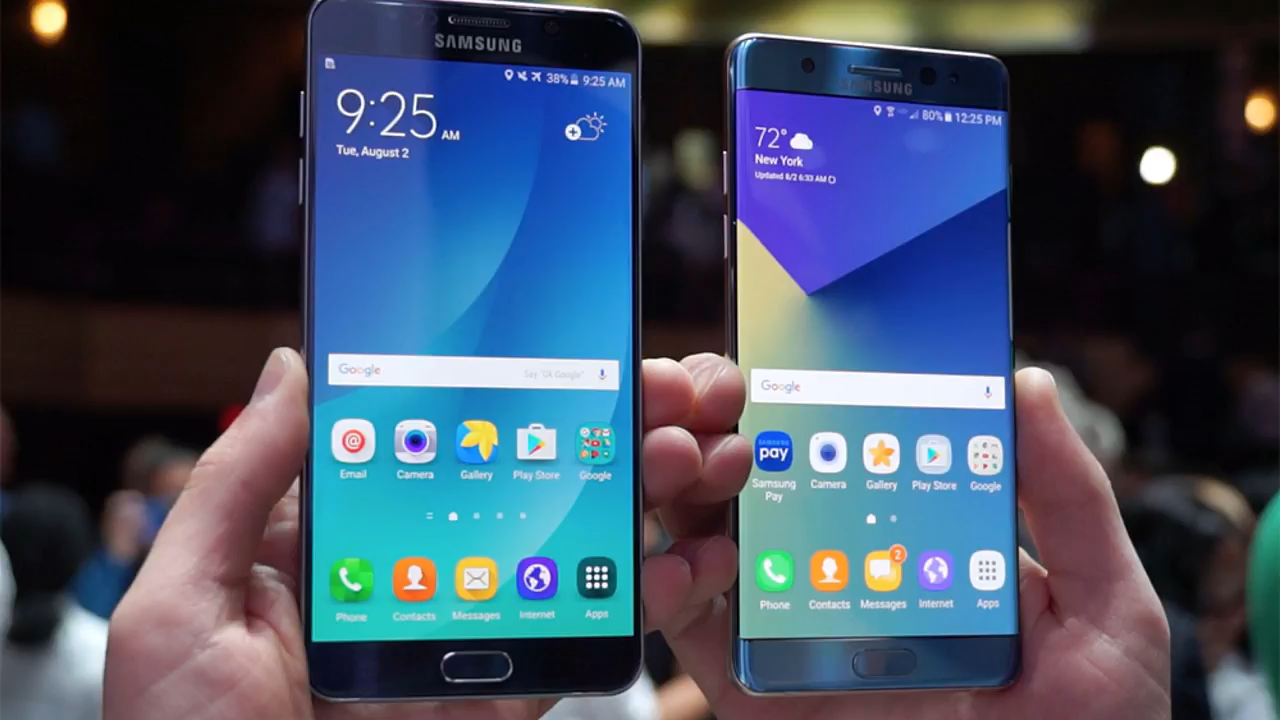 SAMSUNG
38% 9:25 AM
9:25 AM
Tue, August 2
Google Say "Ok Google"
@
Email Camera Gallery Play Store Google
Phone Contacts Messages Internet Apps
SAMSUNG
80% 12:25 PM
72°
New York
Updated 8/2 6:33 AM
Google
SAMSUNG
pay
Samsung Pay Camera Gallery Play Store Google
2
Phone Contacts Messages Internet Apps